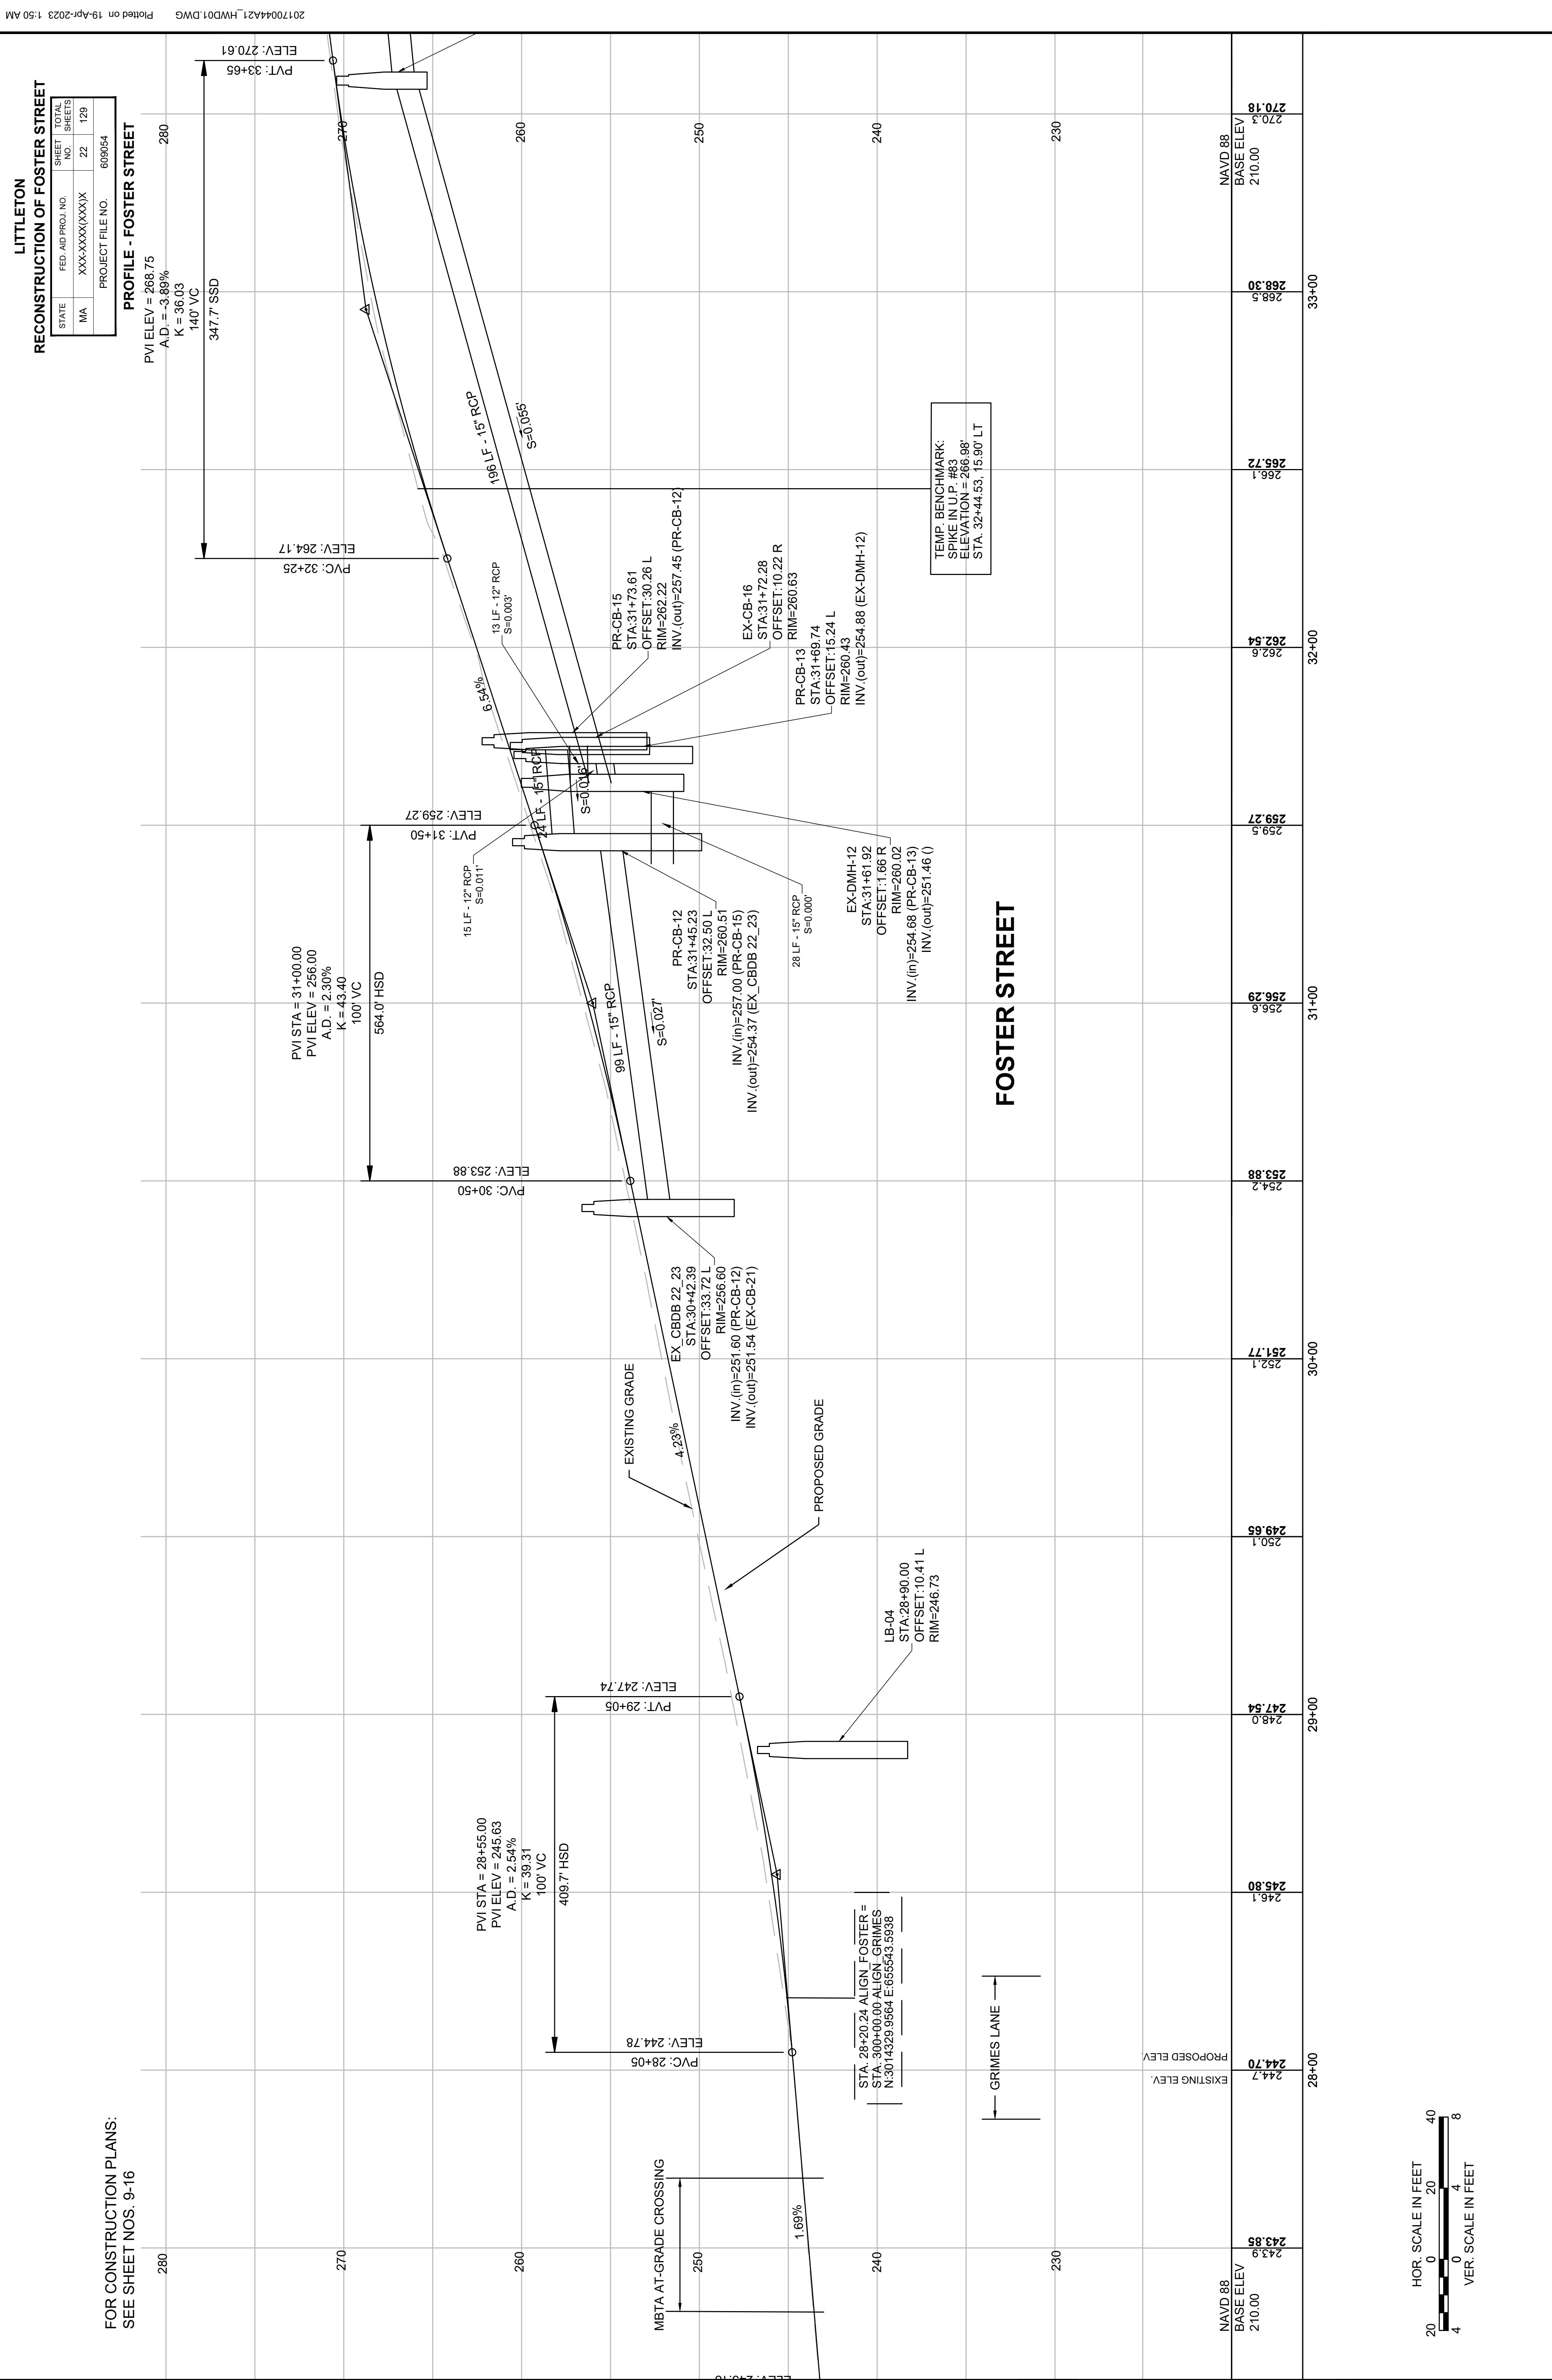 20170044A21_HWD01.DWG Plotted on 19-Apr-2023 1:50 AM
LITTLETON
RECONSTRUCTION OF FOSTER STREET
STATE FED. AID PROJ. NO. SHEET NO. TOTAL SHEETS
MA XXX-XXXX(XXX)X 22 129
PROJECT FILE NO. 609054
PROFILE - FOSTER STREET
FOR CONSTRUCTION PLANS:
SEE SHEET NOS. 9-16
280
270
260
250
240
230
280
270
260
250
240
230
MBTA AT-GRADE CROSSING
1.69%
PVC: 28+05
ELEV: 244.78
PVI STA = 28+55.00
PVI ELEV = 245.63
A.D. = 2.54%
K = 39.31
100' VC
409.7' HSD
PVT: 29+05
ELEV: 247.74
STA. 28+20.24 ALIGN_FOSTER =
STA. 300+00.00 ALIGN_GRIMES
N:3014329.9564 E:655543.5938
GRIMES LANE
LB-04
STA:28+90.00
OFFSET:10.41 L
RIM=246.73
PROPOSED GRADE
EXISTING GRADE
4.23%
EX_CBDB 22_23
STA:30+42.39
OFFSET:33.72 L
RIM=256.60
INV.(in)=251.60 (PR-CB-12)
INV.(out)=251.54 (EX-CB-21)
PVC: 30+50
ELEV: 253.88
PVI STA = 31+00.00
PVI ELEV = 256.00
A.D. = 2.30%
K = 43.40
100' VC
564.0' HSD
PVT: 31+50
ELEV: 259.27
99 LF - 15" RCP
S=0.027'
PR-CB-12
STA:31+45.23
OFFSET:32.50 L
RIM=260.51
INV.(in)=257.00 (PR-CB-15)
INV.(out)=254.37 (EX_CBDB 22_23)
15 LF - 12" RCP
S=0.011'
24 LF - 15" RCP
S=0.016'
28 LF - 15" RCP
S=0.000'
EX-DMH-12
STA:31+61.92
OFFSET:1.66 R
RIM=260.02
INV.(in)=254.68 (PR-CB-13)
INV.(out)=251.46 ()
6.54%
13 LF - 12" RCP
S=0.003'
PR-CB-15
STA:31+73.61
OFFSET:30.26 L
RIM=262.22
INV.(out)=257.45 (PR-CB-12)
EX-CB-16
STA:31+72.28
OFFSET:10.22 R
RIM=260.63
PR-CB-13
STA:31+69.74
OFFSET:15.24 L
RIM=260.43
INV.(out)=254.88 (EX-DMH-12)
196 LF - 15" RCP
S=0.055'
PVC: 32+25
ELEV: 264.17
PVI ELEV = 268.75
A.D. = -3.89%
K = 36.03
140' VC
347.7' SSD
PVT: 33+65
ELEV: 270.61
TEMP. BENCHMARK:
SPIKE IN U.P. #83
ELEVATION = 266.98'
STA. 32+44.53, 15.90' LT
FOSTER STREET
EXISTING ELEV.
PROPOSED ELEV.
NAVD 88
BASE ELEV
210.00
243.9 243.85
244.7 244.70
246.1 245.80
248.0 247.54
250.1 249.65
252.1 251.77
254.2 253.88
256.6 256.29
259.5 259.27
262.6 262.54
266.1 265.72
268.5 268.30
270.3 270.18
NAVD 88
BASE ELEV
210.00
28+00
29+00
30+00
31+00
32+00
33+00
HOR. SCALE IN FEET
20 0 20 40
4 0 4 8
VER. SCALE IN FEET